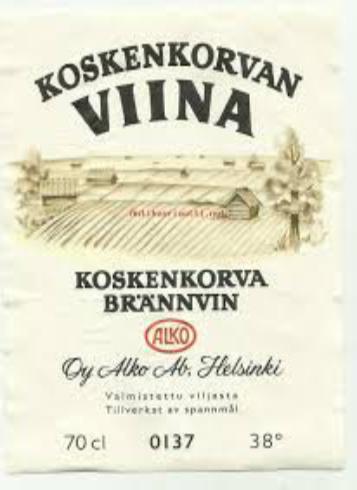 KOSKENKORVAN
VIINA
KOSKENKORVA
BRÄNNVIN
ALKO
Oy Alko Ab, Helsinki
Valmistettu viljasta
Tillverkat av spannmål
70 cl 0137 38°